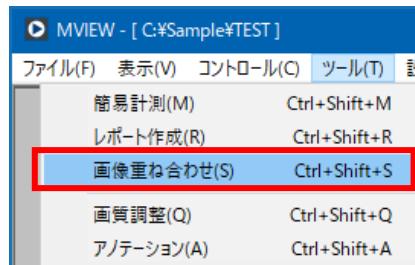 MVIEW - [ C:¥Sample¥TEST ]
ファイル(F) 表示(V) コントロール(C) ツール(T)
簡易計測(M) Ctrl+Shift+M
レポート作成(R) Ctrl+Shift+R
画像重ね合わせ(S) Ctrl+Shift+S
画質調整(Q) Ctrl+Shift+Q
アノテーション(A) Ctrl+Shift+A